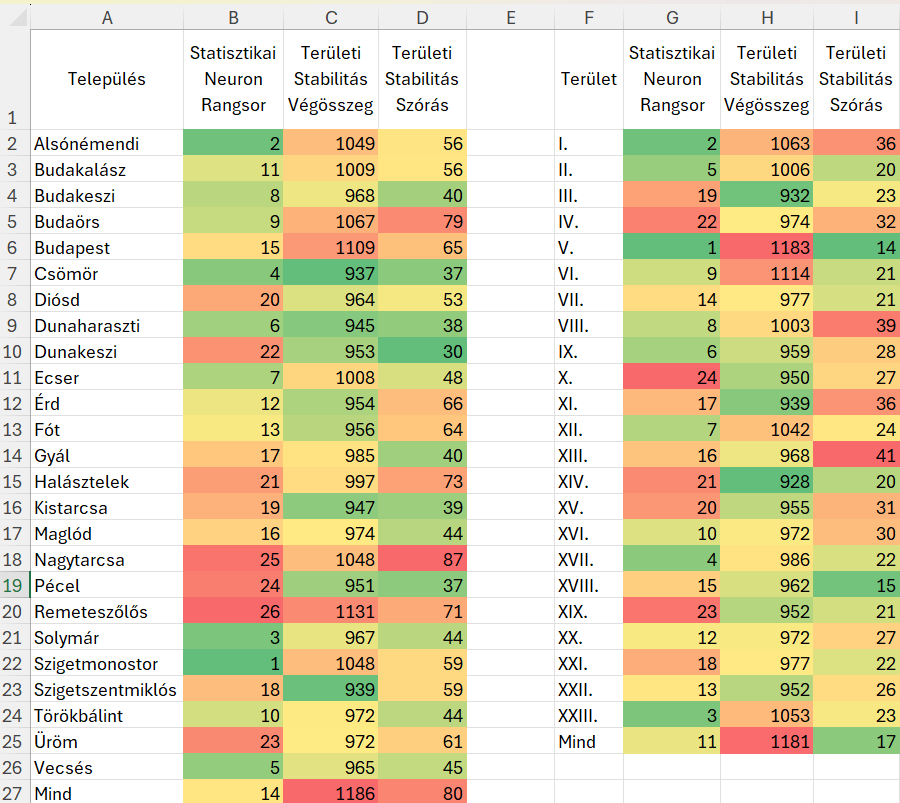 A B C D E F G H I
1 Település Statisztikai Neuron Rangsor Területi Stabilitás Végösszeg Területi Stabilitás Szórás Terület Statisztikai Neuron Rangsor Területi Stabilitás Végösszeg Területi Stabilitás Szórás
2 Alsónémendi 2 1049 56 I. 2 1063 36
3 Budakalász 11 1009 56 II. 5 1006 20
4 Budakeszi 8 968 40 III. 19 932 23
5 Budaörs 9 1067 79 IV. 22 974 32
6 Budapest 15 1109 65 V. 1 1183 14
7 Csömör 4 937 37 VI. 9 1114 21
8 Diósd 20 964 53 VII. 14 977 21
9 Dunaharaszti 6 945 38 VIII. 8 1003 39
10 Dunakeszi 22 953 30 IX. 6 959 28
11 Ecser 7 1008 48 X. 24 950 27
12 Érd 12 954 66 XI. 17 939 36
13 Fót 13 956 64 XII. 7 1042 24
14 Gyál 17 985 40 XIII. 16 968 41
15 Halásztelek 21 997 73 XIV. 21 928 20
16 Kistarcsa 19 947 39 XV. 20 955 31
17 Maglód 16 974 44 XVI. 10 972 30
18 Nagytarcsa 25 1048 87 XVII. 4 986 22
19 Pécel 24 951 37 XVIII. 15 962 15
20 Remeteszőlős 26 1131 71 XIX. 23 952 21
21 Solymár 3 967 44 XX. 12 972 27
22 Szigetmonostor 1 1048 59 XXI. 18 977 22
23 Szigetszentmiklós 18 939 59 XXII. 13 952 26
24 Törökbálint 10 972 44 XXIII. 3 1053 23
25 Üröm 23 972 61 Mind 11 1181 17
26 Vecsés 5 965 45
27 Mind 14 1186 80